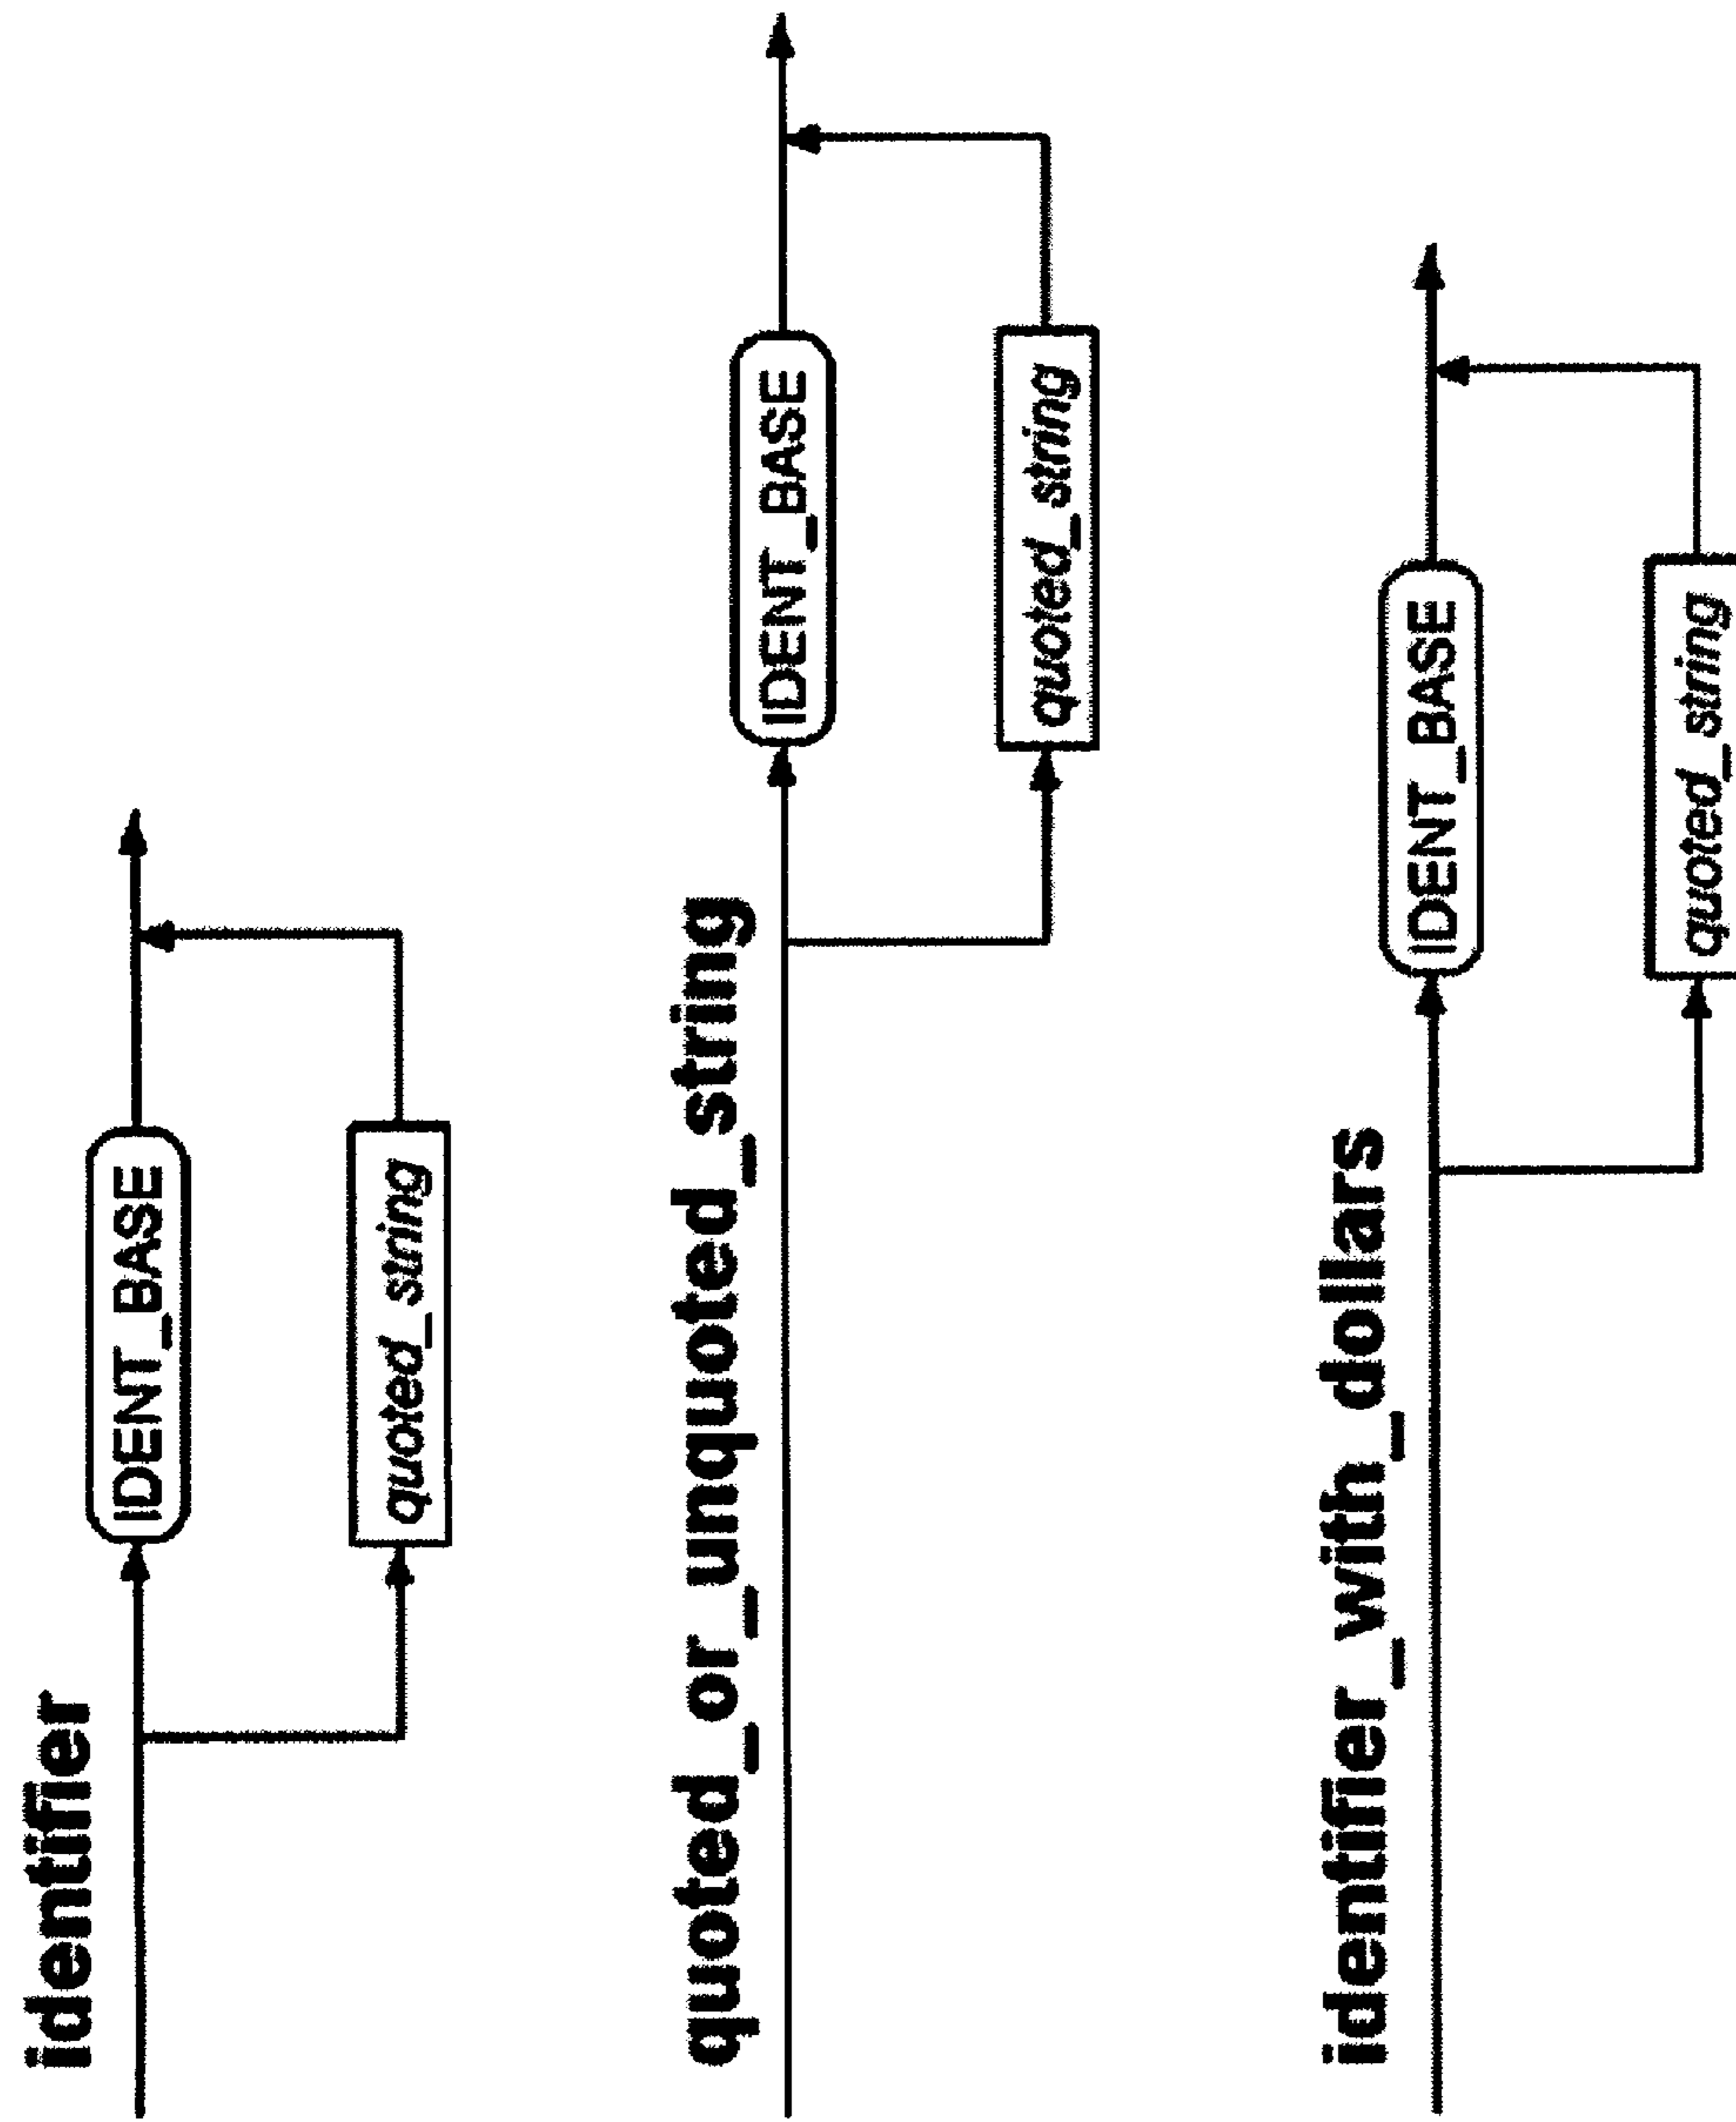 identifier
IDENT_BASE
quoted_string
quoted_or_unquoted_string
IDENT_BASE
quoted_string
identifier_with_dollars
IDENT_BASE
quoted_string